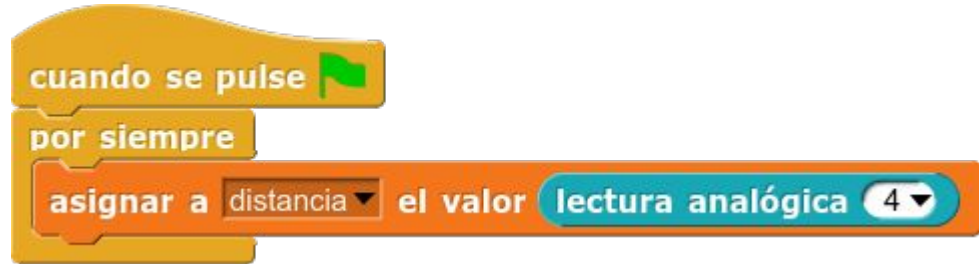 cuando se pulse
por siempre
asignar a distancia el valor lectura analógica 4